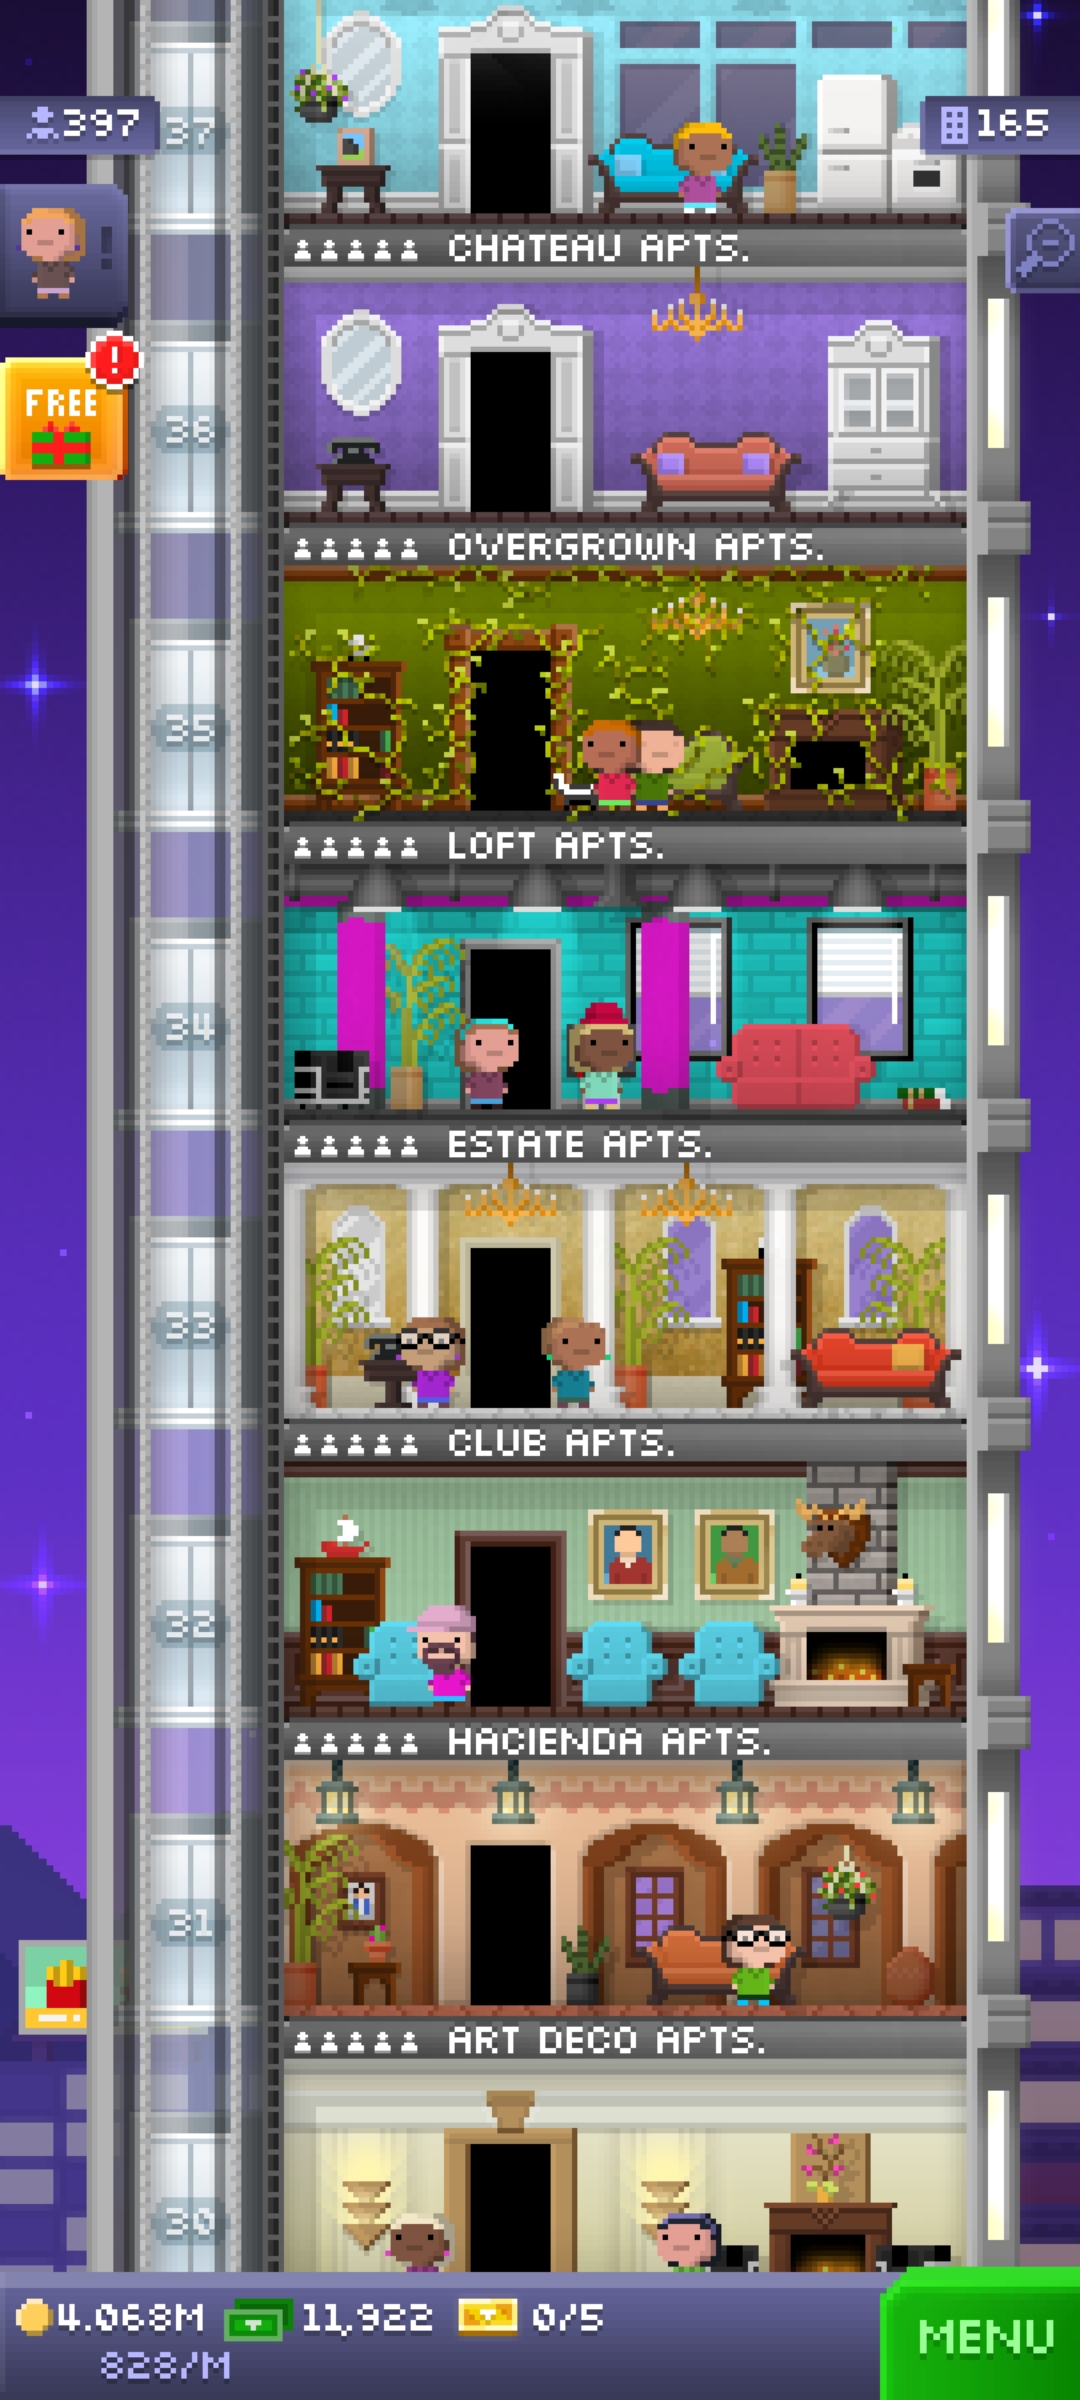 397
37
165
CHATEAU APTS.
!
!
FREE
36
OVERGROWN APTS.
35
LOFT APTS.
34
ESTATE APTS.
33
CLUB APTS.
32
HACIENDA APTS.
31
ART DECO APTS.
30
4.068M 11,922 0/5
828/M
MENU